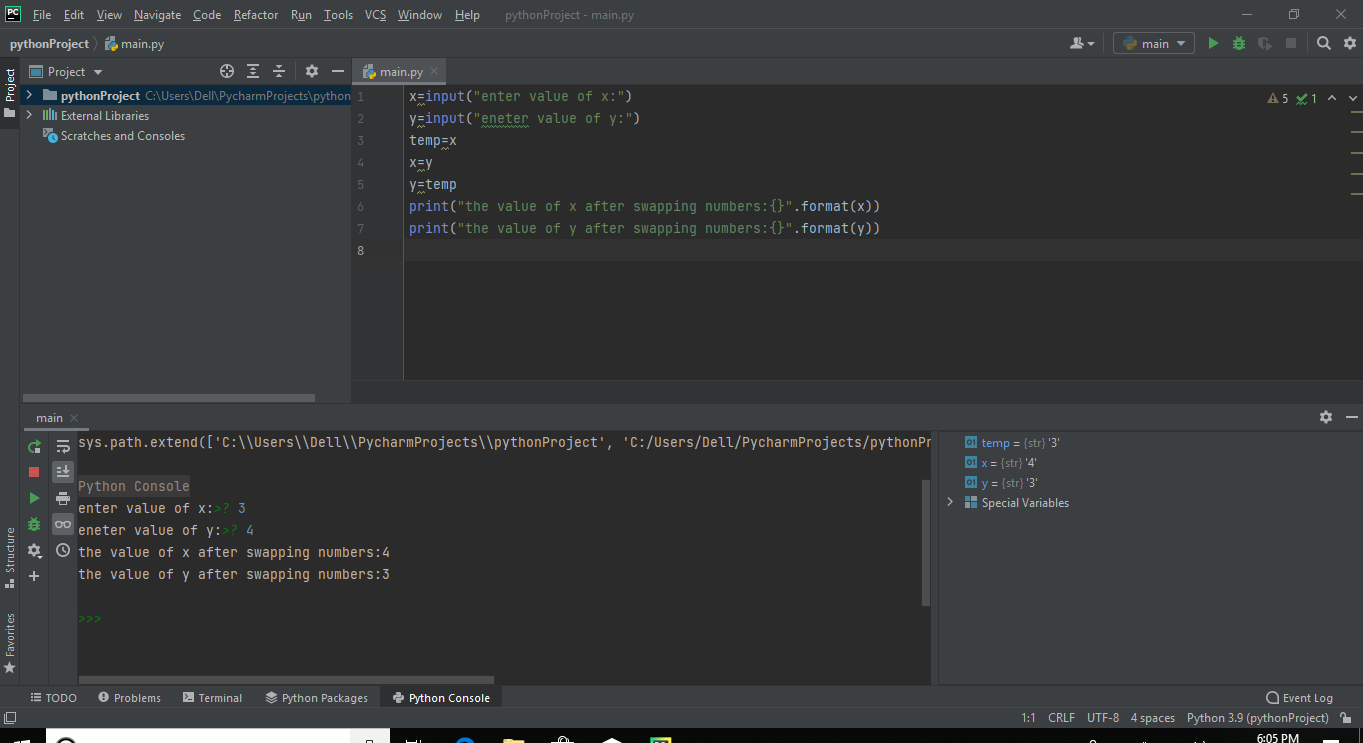 PC File Edit View Navigate Code Refactor Run Tools VCS Window Help pythonProject - main.py
pythonProject main.py main
Project main.py
Project
pythonProject C:\Users\Dell\PycharmProjects\python
External Libraries
Scratches and Consoles
5 1
1 x=input("enter value of x:")
2 y=input("eneter value of y:")
3 temp=x
4 x=y
5 y=temp
6 print("the value of x after swapping numbers:{}".format(x))
7 print("the value of y after swapping numbers:{}".format(y))
8
main
sys.path.extend(['C:\\Users\\Dell\\PycharmProjects\\pythonProject', 'C:/Users/Dell/PycharmProjects/pythonPr
Python Console
enter value of x:>? 3
eneter value of y:>? 4
the value of x after swapping numbers:4
the value of y after swapping numbers:3
>>>
01 temp = {str} '3'
01 x = {str} '4'
01 y = {str} '3'
Special Variables
Structure
Favorites
TODO Problems Terminal Python Packages Python Console Event Log
1:1 CRLF UTF-8 4 spaces Python 3.9 (pythonProject)
6:05 PM